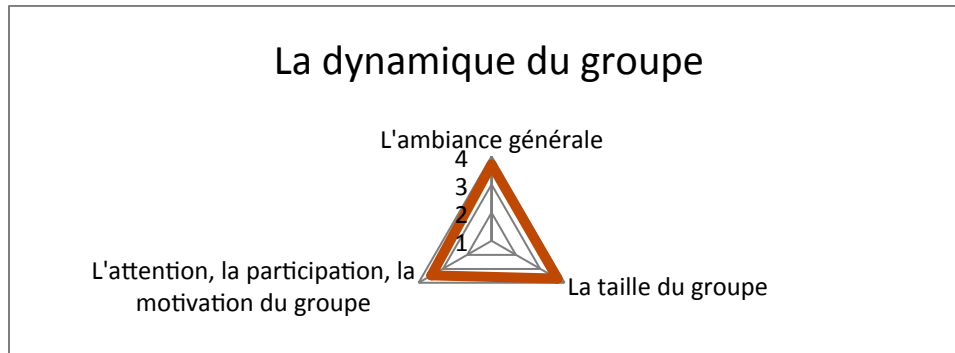 La dynamique du groupe
L'ambiance générale
4
3
2
1
L'attention, la participation, la
motivation du groupe
La taille du groupe